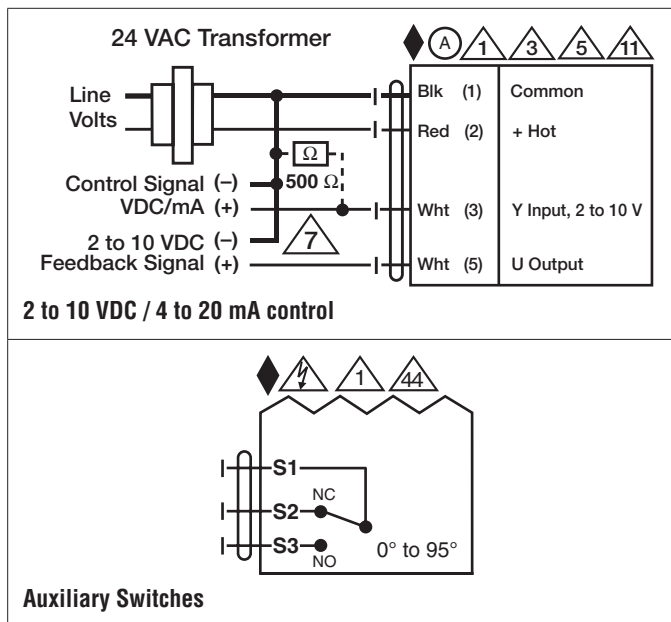 24 VAC Transformer
A 1 3 5 11
Line
Volts
Blk (1) Common
Red (2) + Hot
Ω
500 Ω
Control Signal (–)
VDC/mA (+)
Wht (3) Y Input, 2 to 10 V
2 to 10 VDC (–)
7
Feedback Signal (+)
Wht (5) U Output
2 to 10 VDC / 4 to 20 mA control
1 44
S1
NC
S2
S3
NO
0° to 95°
Auxiliary Switches